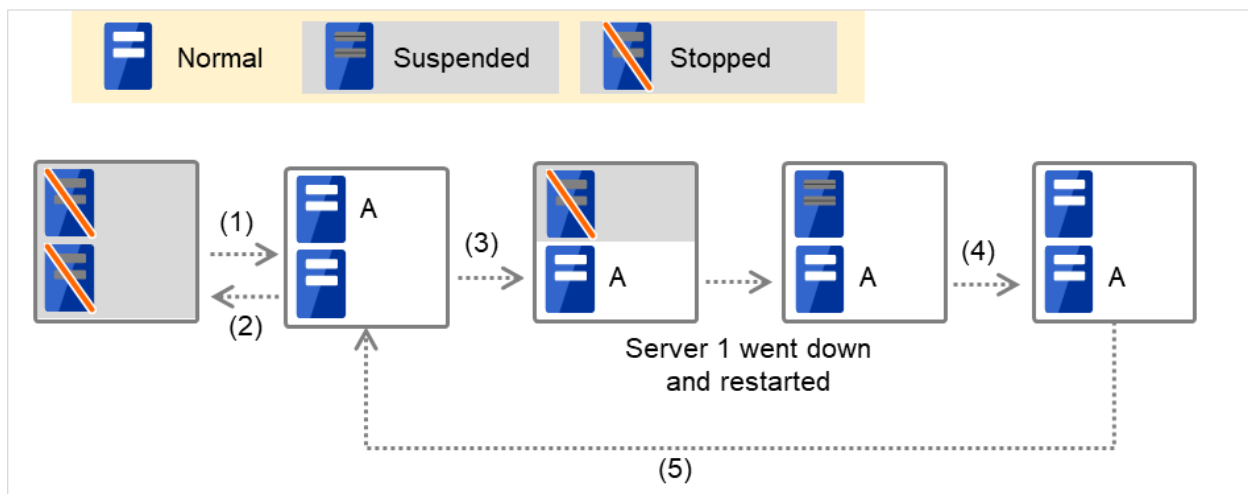 Normal
Suspended
Stopped
(1)
(2)
A
(3)
A
Server 1 went down
and restarted
A
(4)
A
(5)